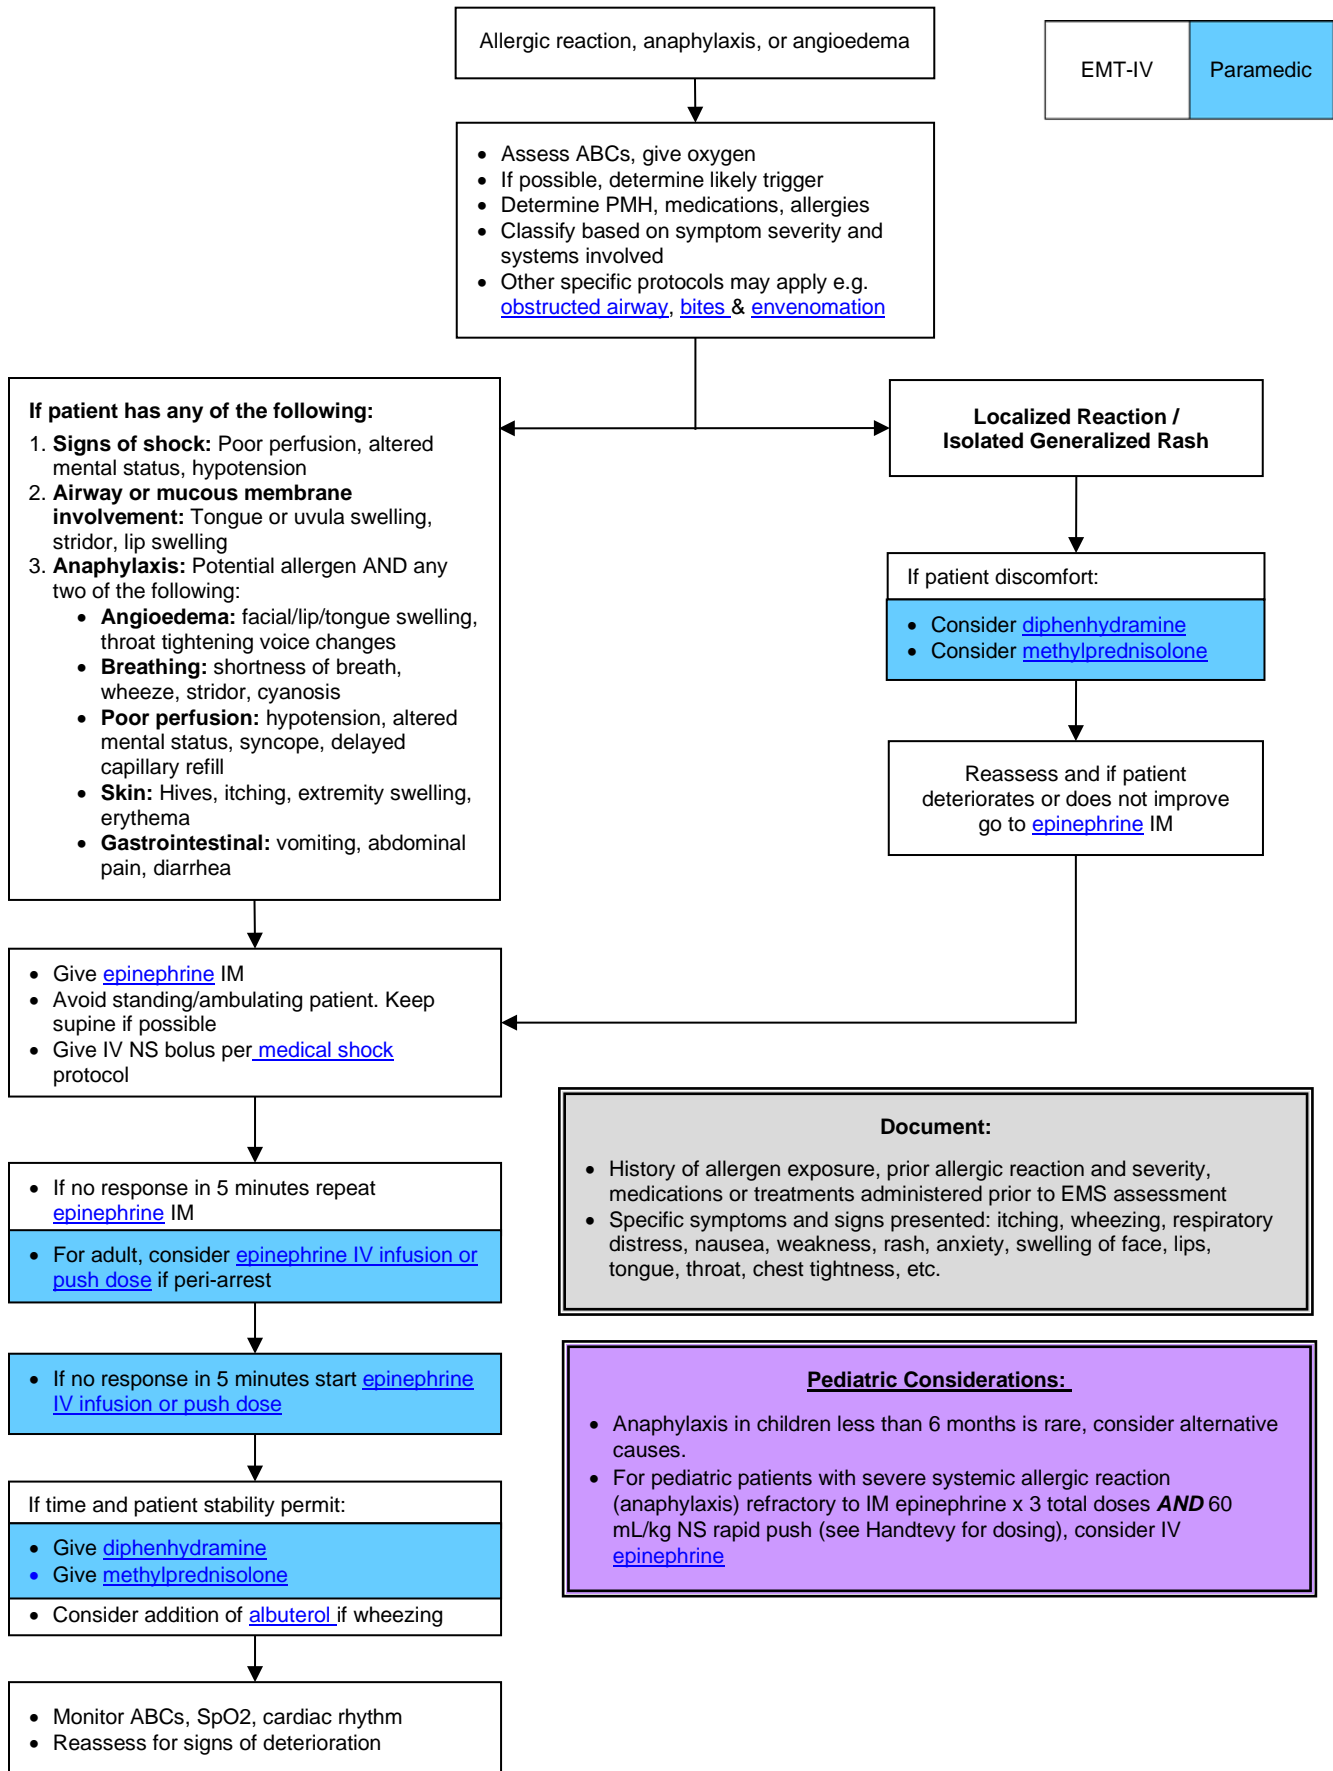 Allergic reaction, anaphylaxis, or angioedema
EMT-IV
Paramedic
• Assess ABCs, give oxygen
• If possible, determine likely trigger
• Determine PMH, medications, allergies
• Classify based on symptom severity and
systems involved
• Other specific protocols may apply e.g.
obstructed airway, bites & envenomation
If patient has any of the following:
1. Signs of shock: Poor perfusion, altered
mental status, hypotension
2. Airway or mucous membrane
involvement: Tongue or uvula swelling,
stridor, lip swelling
3. Anaphylaxis: Potential allergen AND any
two of the following:
• Angioedema: facial/lip/tongue swelling,
throat tightening voice changes
• Breathing: shortness of breath,
wheeze, stridor, cyanosis
• Poor perfusion: hypotension, altered
mental status, syncope, delayed
capillary refill
• Skin: Hives, itching, extremity swelling,
erythema
• Gastrointestinal: vomiting, abdominal
pain, diarrhea
Localized Reaction /
Isolated Generalized Rash
If patient discomfort:
• Consider diphenhydramine
• Consider methylprednisolone
Reassess and if patient
deteriorates or does not improve
go to epinephrine IM
• Give epinephrine IM
• Avoid standing/ambulating patient. Keep
supine if possible
• Give IV NS bolus per medical shock
protocol
• If no response in 5 minutes repeat
epinephrine IM
• For adult, consider epinephrine IV infusion or
push dose if peri-arrest
• If no response in 5 minutes start epinephrine
IV infusion or push dose
If time and patient stability permit:
• Give diphenhydramine
• Give methylprednisolone
• Consider addition of albuterol if wheezing
• Monitor ABCs, SpO2, cardiac rhythm
• Reassess for signs of deterioration
Document:
• History of allergen exposure, prior allergic reaction and severity,
medications or treatments administered prior to EMS assessment
• Specific symptoms and signs presented: itching, wheezing, respiratory
distress, nausea, weakness, rash, anxiety, swelling of face, lips,
tongue, throat, chest tightness, etc.
Pediatric Considerations:
• Anaphylaxis in children less than 6 months is rare, consider alternative
causes.
• For pediatric patients with severe systemic allergic reaction
(anaphylaxis) refractory to IM epinephrine x 3 total doses AND 60
mL/kg NS rapid push (see Handtevy for dosing), consider IV
epinephrine